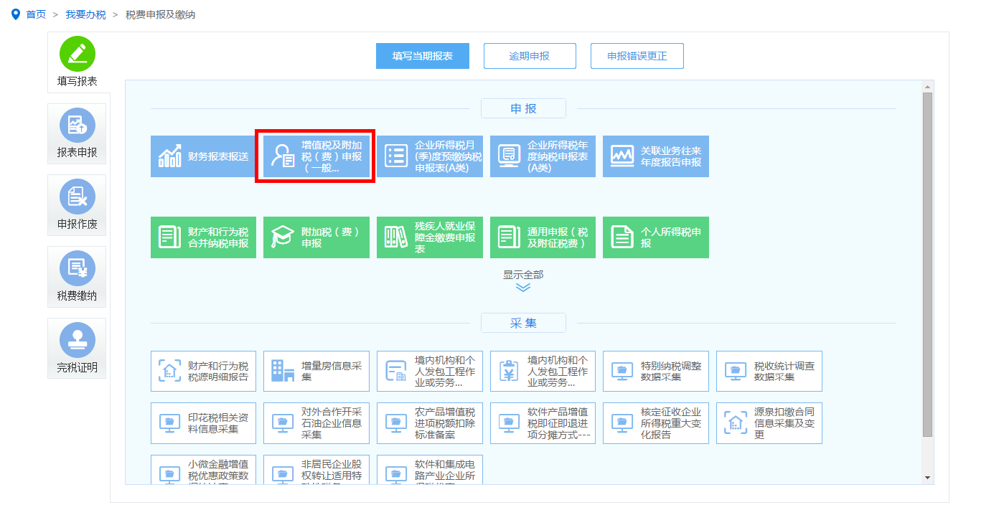 首页 > 我要办税 > 税费申报及缴纳
填写报表
报表申报
申报作废
税费缴纳
完税证明
填写当期报表
逾期申报
申报错误更正
申 报
财务报表报送
增值税及附加
税（费）申报
（一般...
企业所得税月
(季)度预缴纳税
申报表(A类)
企业所得税年
度纳税申报表
(A类)
关联业务往来
年度报告申报
财产和行为税
合并纳税申报
附加税（费）
申报
残疾人就业保
障金缴费申报
表
通用申报（税
及附征税费）
个人所得税申
报
显示全部
采 集
财产和行为税
税源明细报告
增量房信息采
集
境内机构和个
人发包工程作
业或劳务...
境内机构和个
人发包工程作
业或劳务...
特别纳税调整
数据采集
税收统计调查
数据采集
印花税相关资
料信息采集
对外合作开采
石油企业信息
采集
农产品增值税
进项税额扣除
标准备案
软件产品增值
税即征即退进
项分摊方式---
核定征收企业
所得税重大变
化报告
源泉扣缴合同
信息采集及变
更
小微金融增值
税优惠政策数
非居民企业股
权转让适用特
软件和集成电
路产业企业所